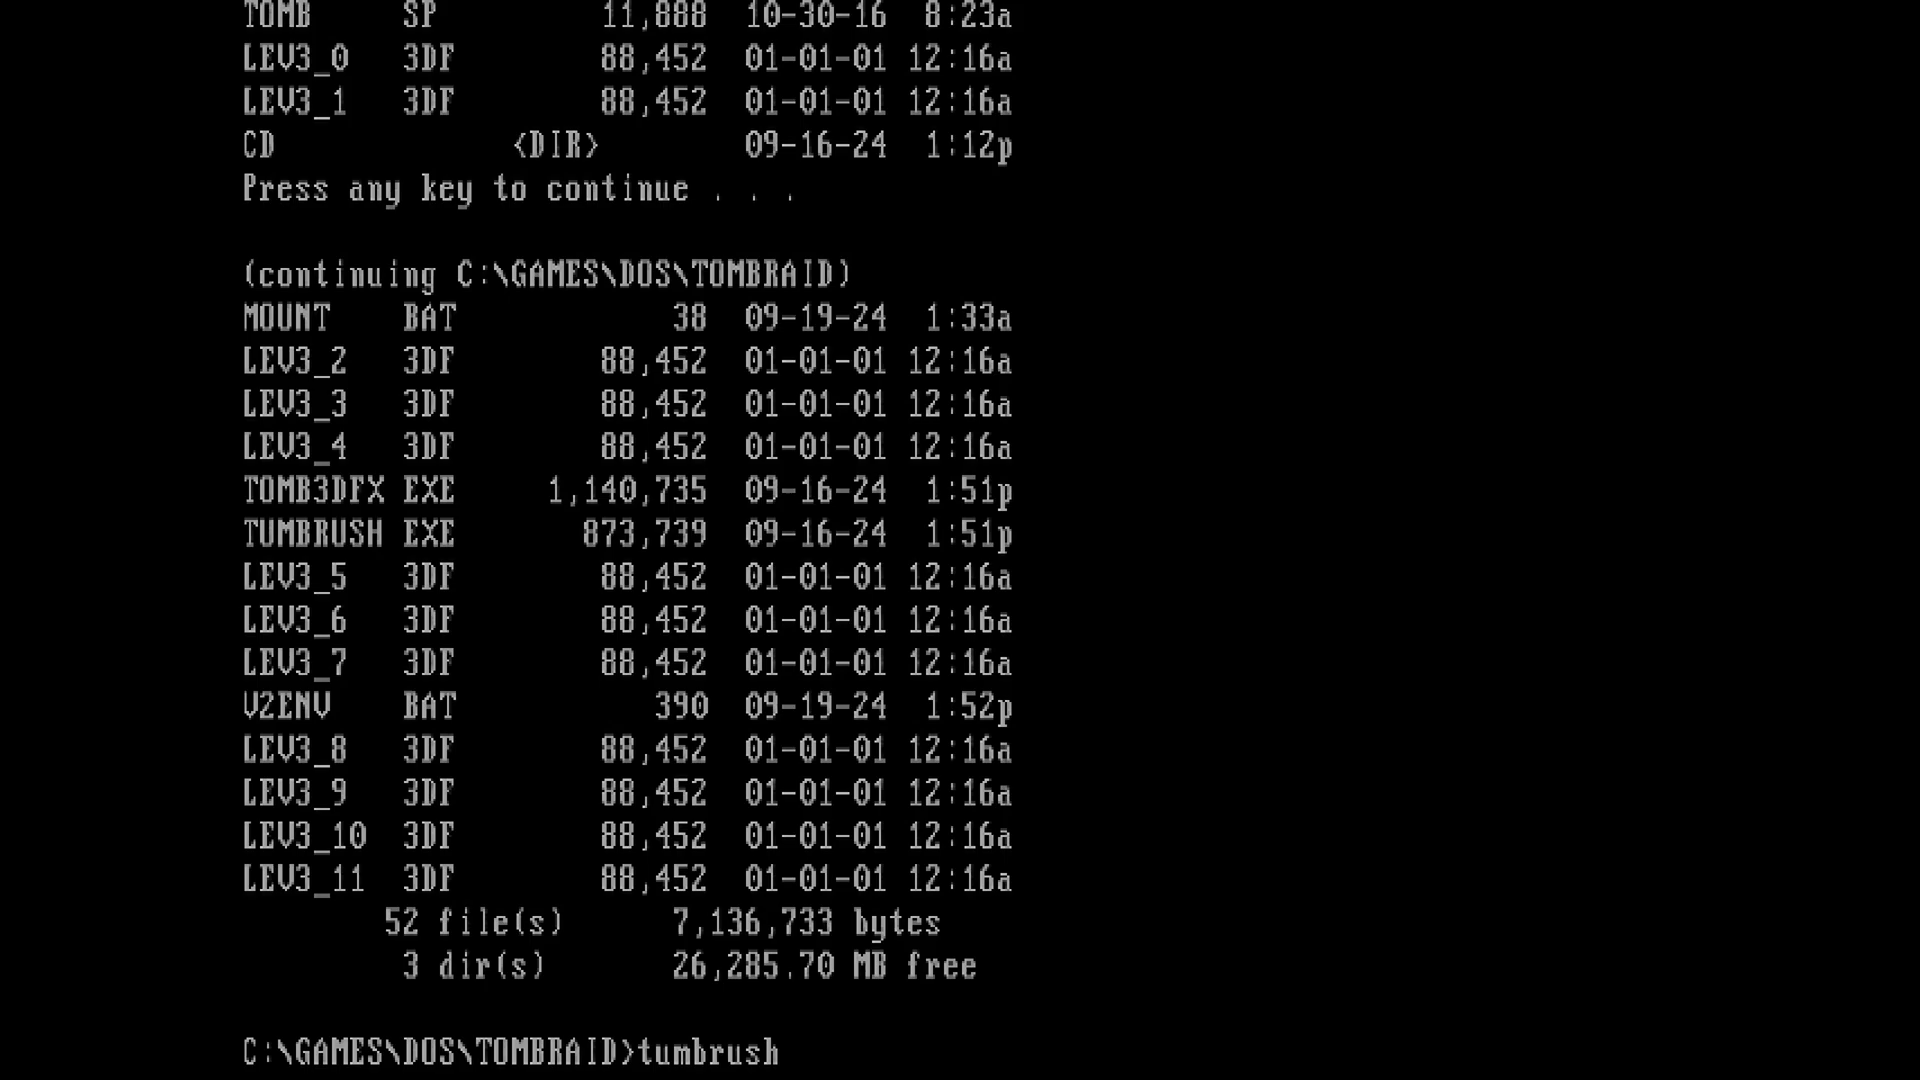 TOMB     SP         11,888  10-30-16  8:23a
LEV3_0   3DF        88,452  01-01-01 12:16a
LEV3_1   3DF        88,452  01-01-01 12:16a
CD             <DIR>        09-16-24  1:12p
Press any key to continue . . .
(continuing C:\GAMES\DOS\TOMBRAID)
MOUNT    BAT            38  09-19-24  1:33a
LEV3_2   3DF        88,452  01-01-01 12:16a
LEV3_3   3DF        88,452  01-01-01 12:16a
LEV3_4   3DF        88,452  01-01-01 12:16a
TOMB3DFX EXE     1,140,735  09-16-24  1:51p
TUMBRUSH EXE       873,739  09-16-24  1:51p
LEV3_5   3DF        88,452  01-01-01 12:16a
LEV3_6   3DF        88,452  01-01-01 12:16a
LEV3_7   3DF        88,452  01-01-01 12:16a
V2ENV    BAT           390  09-19-24  1:52p
LEV3_8   3DF        88,452  01-01-01 12:16a
LEV3_9   3DF        88,452  01-01-01 12:16a
LEV3_10  3DF        88,452  01-01-01 12:16a
LEV3_11  3DF        88,452  01-01-01 12:16a
52 file(s)      7,136,733 bytes
3 dir(s)       26,285.70 MB free
C:\GAMES\DOS\TOMBRAID>tumbrush